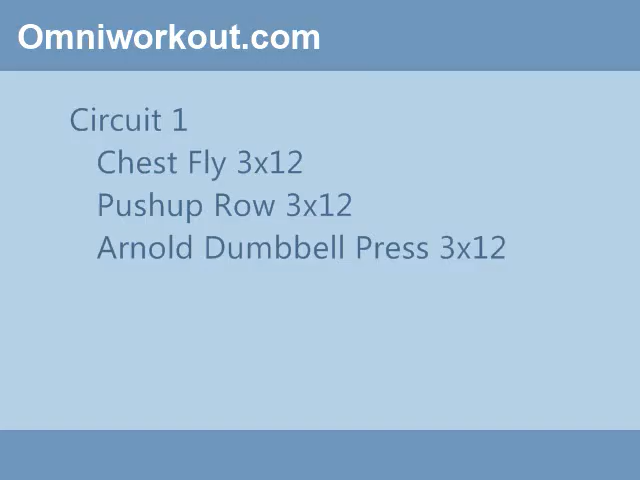 Omniworkout.com
Circuit 1
Chest Fly 3x12
Pushup Row 3x12
Arnold Dumbbell Press 3x12